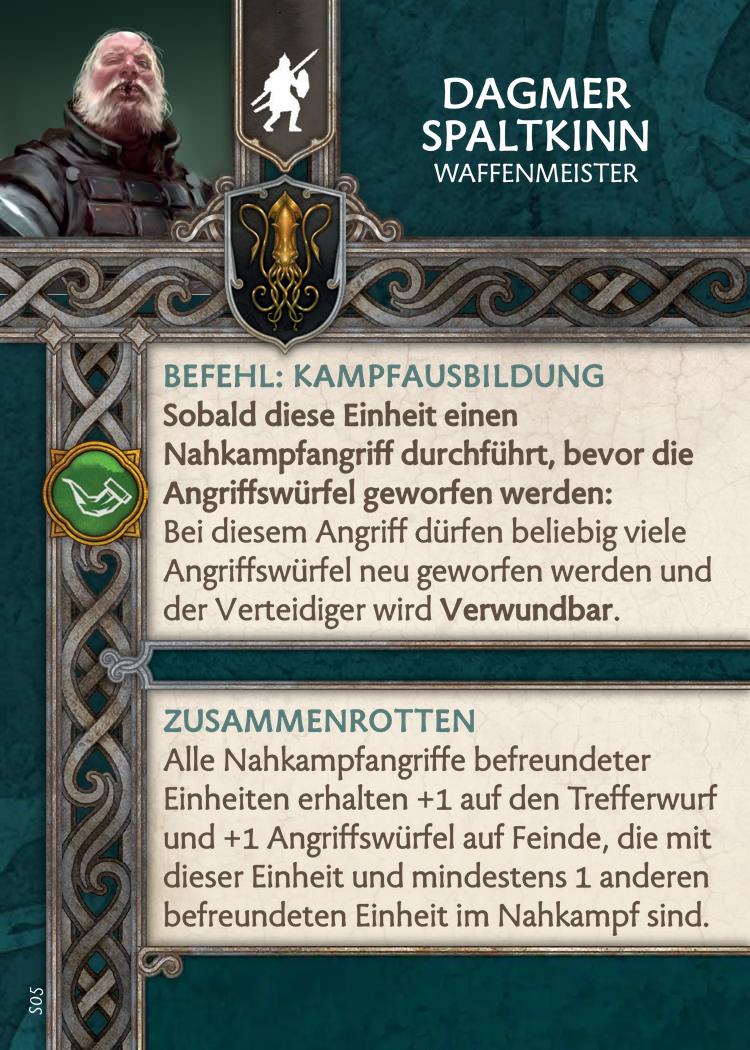 DAGMER
SPALTKINN
WAFFENMEISTER
BEFEHL: KAMPFAUSBILDUNG
Sobald diese Einheit einen
Nahkampfangriff durchführt, bevor die
Angriffswürfel geworfen werden:
Bei diesem Angriff dürfen beliebig viele
Angriffswürfel neu geworfen werden und
der Verteidiger wird Verwundbar.
ZUSAMMENROTTEN
Alle Nahkampfangriffe befreundeter
Einheiten erhalten +1 auf den Trefferwurf
und +1 Angriffswürfel auf Feinde, die mit
dieser Einheit und mindestens 1 anderen
befreundeten Einheit im Nahkampf sind.
S05